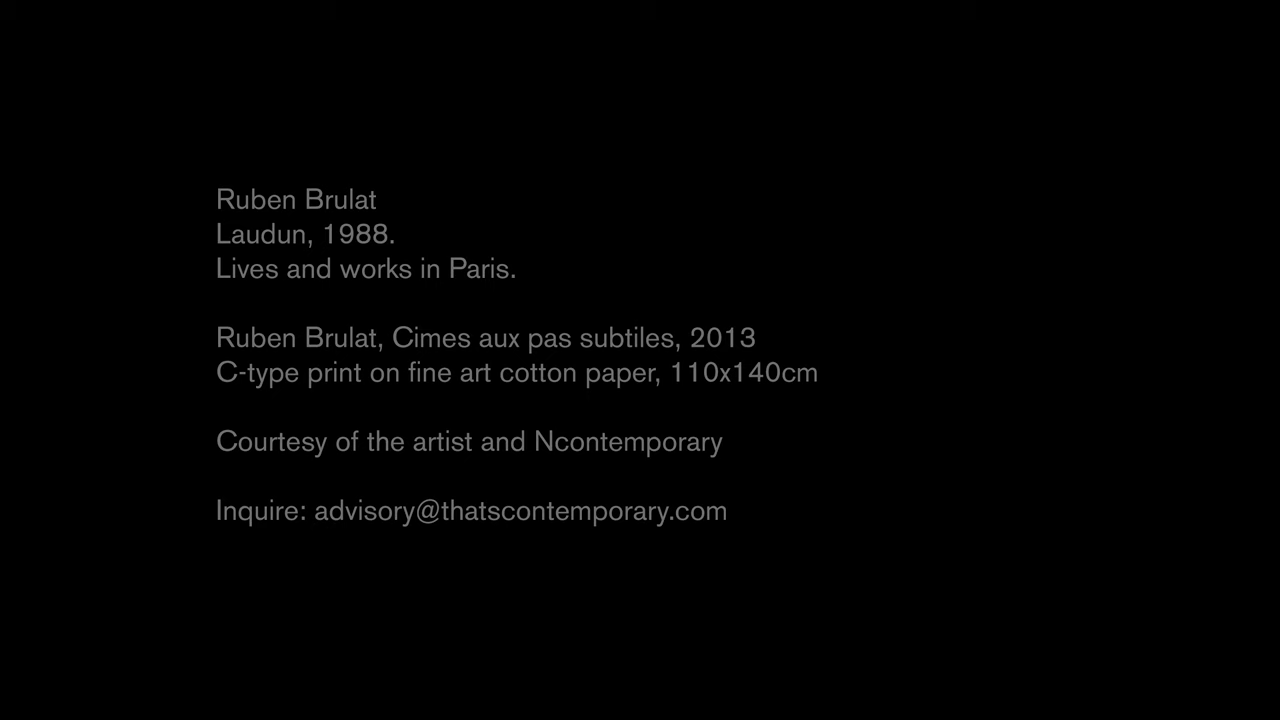 Ruben Brulat
Laudun, 1988.
Lives and works in Paris.
Ruben Brulat, Cimes aux pas subtiles, 2013
C-type print on fine art cotton paper, 110x140cm
Courtesy of the artist and Ncontemporary
Inquire: advisory@thatscontemporary.com